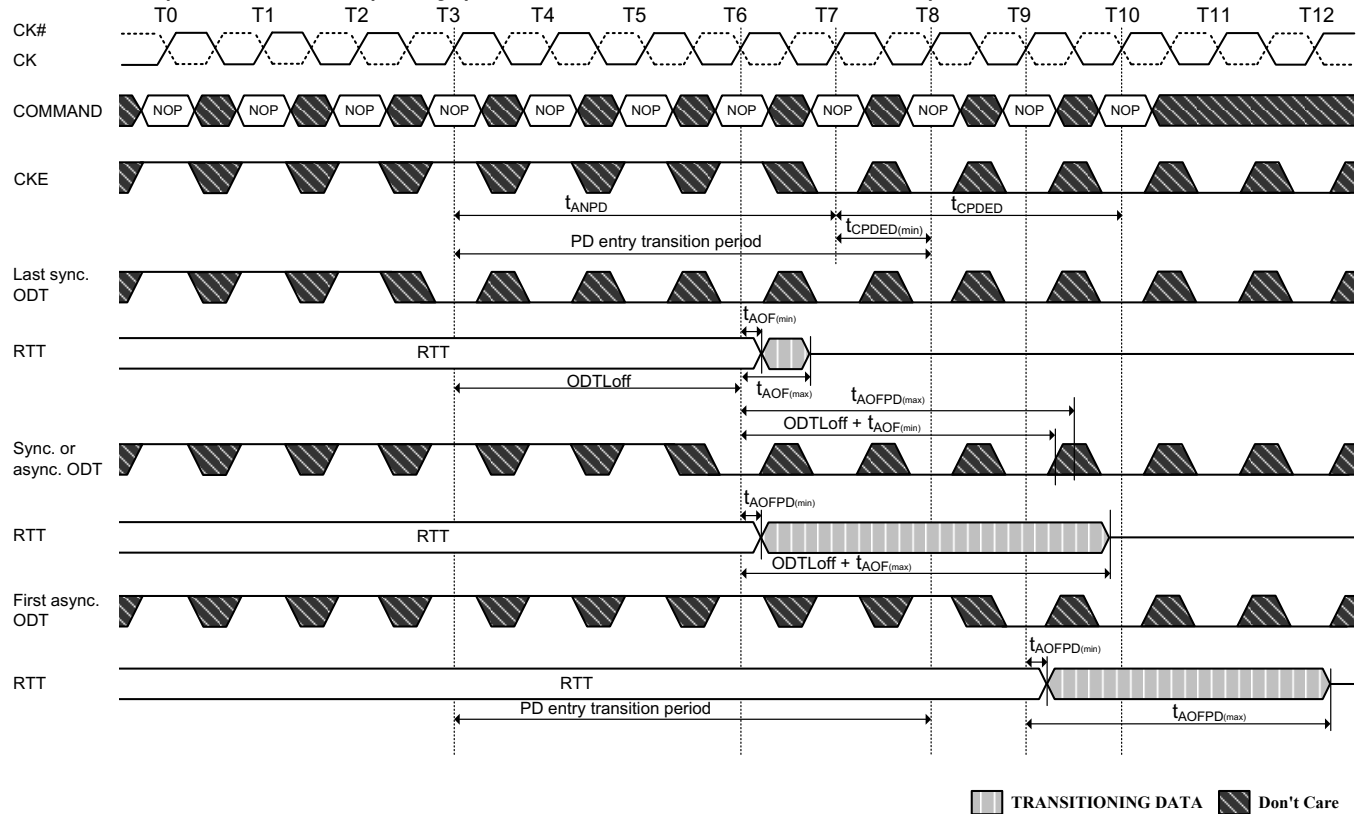 T0 T1 T2 T3 T4 T5 T6 T7 T8 T9 T10 T11 T12
CK#
CK
COMMAND NOP NOP NOP NOP NOP NOP NOP NOP NOP NOP NOP
CKE
tANPD tCPDED
tCPDED(min)
PD entry transition period
Last sync.
ODT
tAOF(min)
RTT RTT
ODTLoff tAOF(max)
tAOFPD(max)
ODTLoff + tAOF(min)
Sync. or
async. ODT
tAOFPD(min)
RTT RTT
ODTLoff + tAOF(max)
First async.
ODT
tAOFPD(min)
RTT RTT
PD entry transition period tAOFPD(max)
TRANSITIONING DATA Don't Care